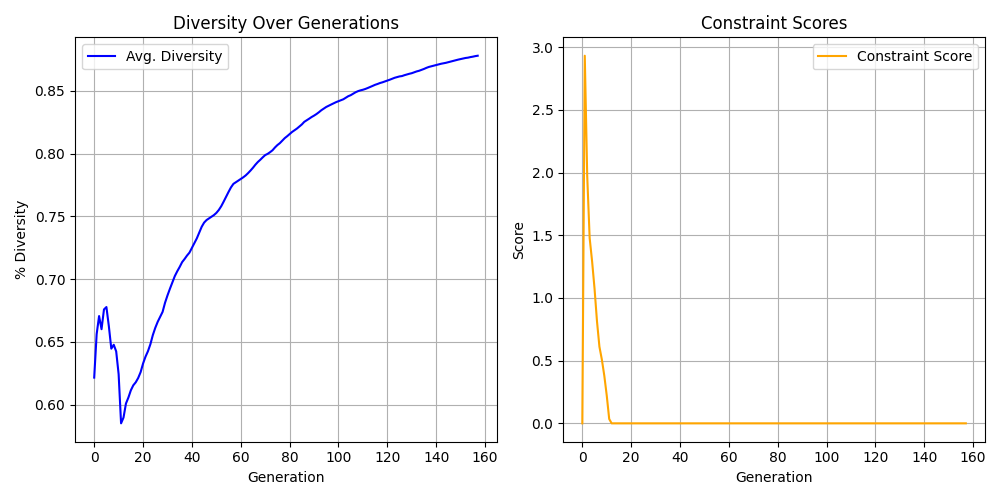 Diversity Over Generations
Avg. Diversity
% Diversity
0.85
0.80
0.75
0.70
0.65
0.60
0 20 40 60 80 100 120 140 160
Generation
Constraint Scores
Constraint Score
Score
3.0
2.5
2.0
1.5
1.0
0.5
0.0
0 20 40 60 80 100 120 140 160
Generation